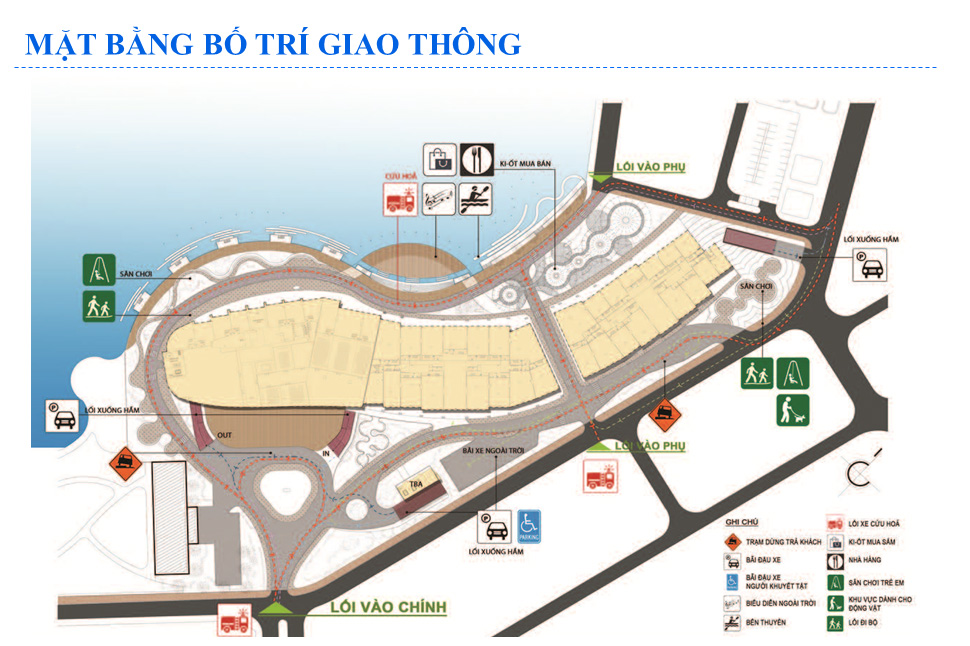 MẶT BẰNG BỐ TRÍ GIAO THÔNG
KI-ỐT MUA BÁN
LỐI VÀO PHỤ
CỨU HOẢ
LỐI XUỐNG HẦM
P
SÂN CHƠI
SÂN CHƠI
P
LỐI XUỐNG HẦM
OUT
IN
BÃI XE NGOÀI TRỜI
LỐI VÀO PHỤ
TBA
P
PARKING
LỐI XUỐNG HẦM
LỐI VÀO CHÍNH
GHI CHÚ
TRẠM DỪNG TRẢ KHÁCH
BÃI ĐẬU XE
BÃI ĐẬU XE
NGƯỜI KHUYẾT TẬT
BIỂU DIỄN NGOÀI TRỜI
BẾN THUYỀN
LỐI XE CỨU HOẢ
KI-ỐT MUA SẮM
NHÀ HÀNG
SÂN CHƠI TRẺ EM
KHU VỰC DÀNH CHO
ĐỘNG VẬT
LỐI ĐI BỘ